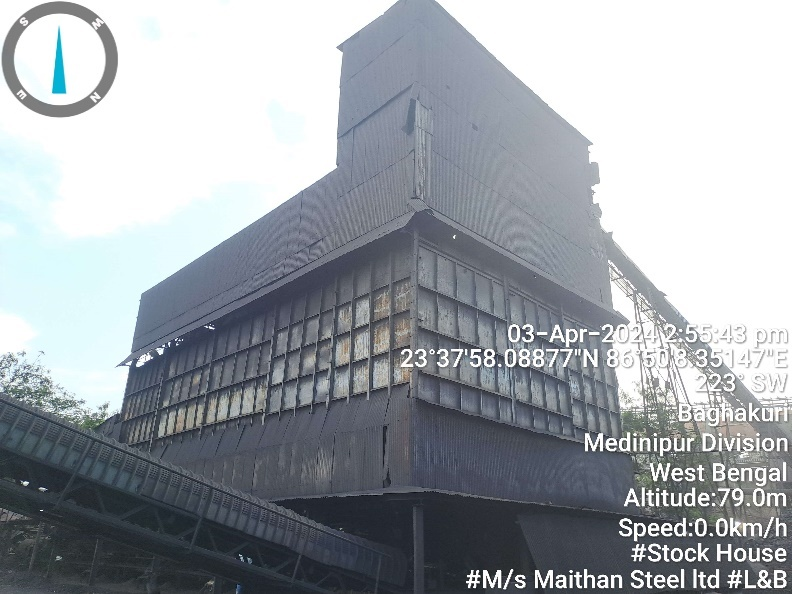 S
W
E
N
03-Apr-2024 2:55:43 pm
23°37'58.08877"N 86°50'8.35147"E
223° SW
Baghakuri
Medinipur Division
West Bengal
Altitude:79.0m
Speed:0.0km/h
#Stock House
#M/s Maithan Steel ltd #L&B